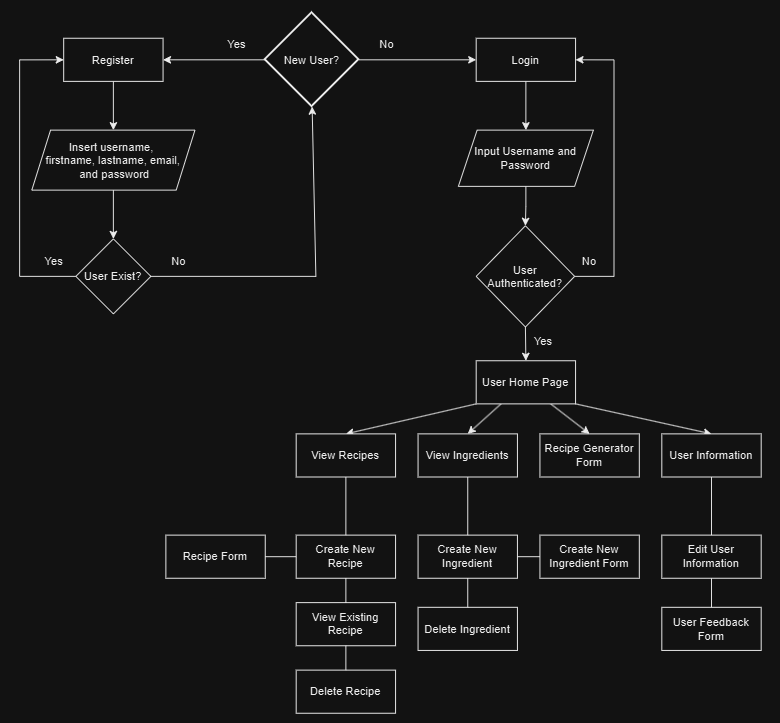 Yes
New User?
No
Register
Login
Insert username,
firstname, lastname, email,
and password
Input Username and
Password
Yes
User Exist?
No
User
Authenticated?
No
Yes
User Home Page
View Recipes
View Ingredients
Recipe Generator
Form
User Information
Recipe Form
Create New
Recipe
Create New
Ingredient
Create New
Ingredient Form
Edit User
Information
View Existing
Recipe
Delete Ingredient
User Feedback
Form
Delete Recipe